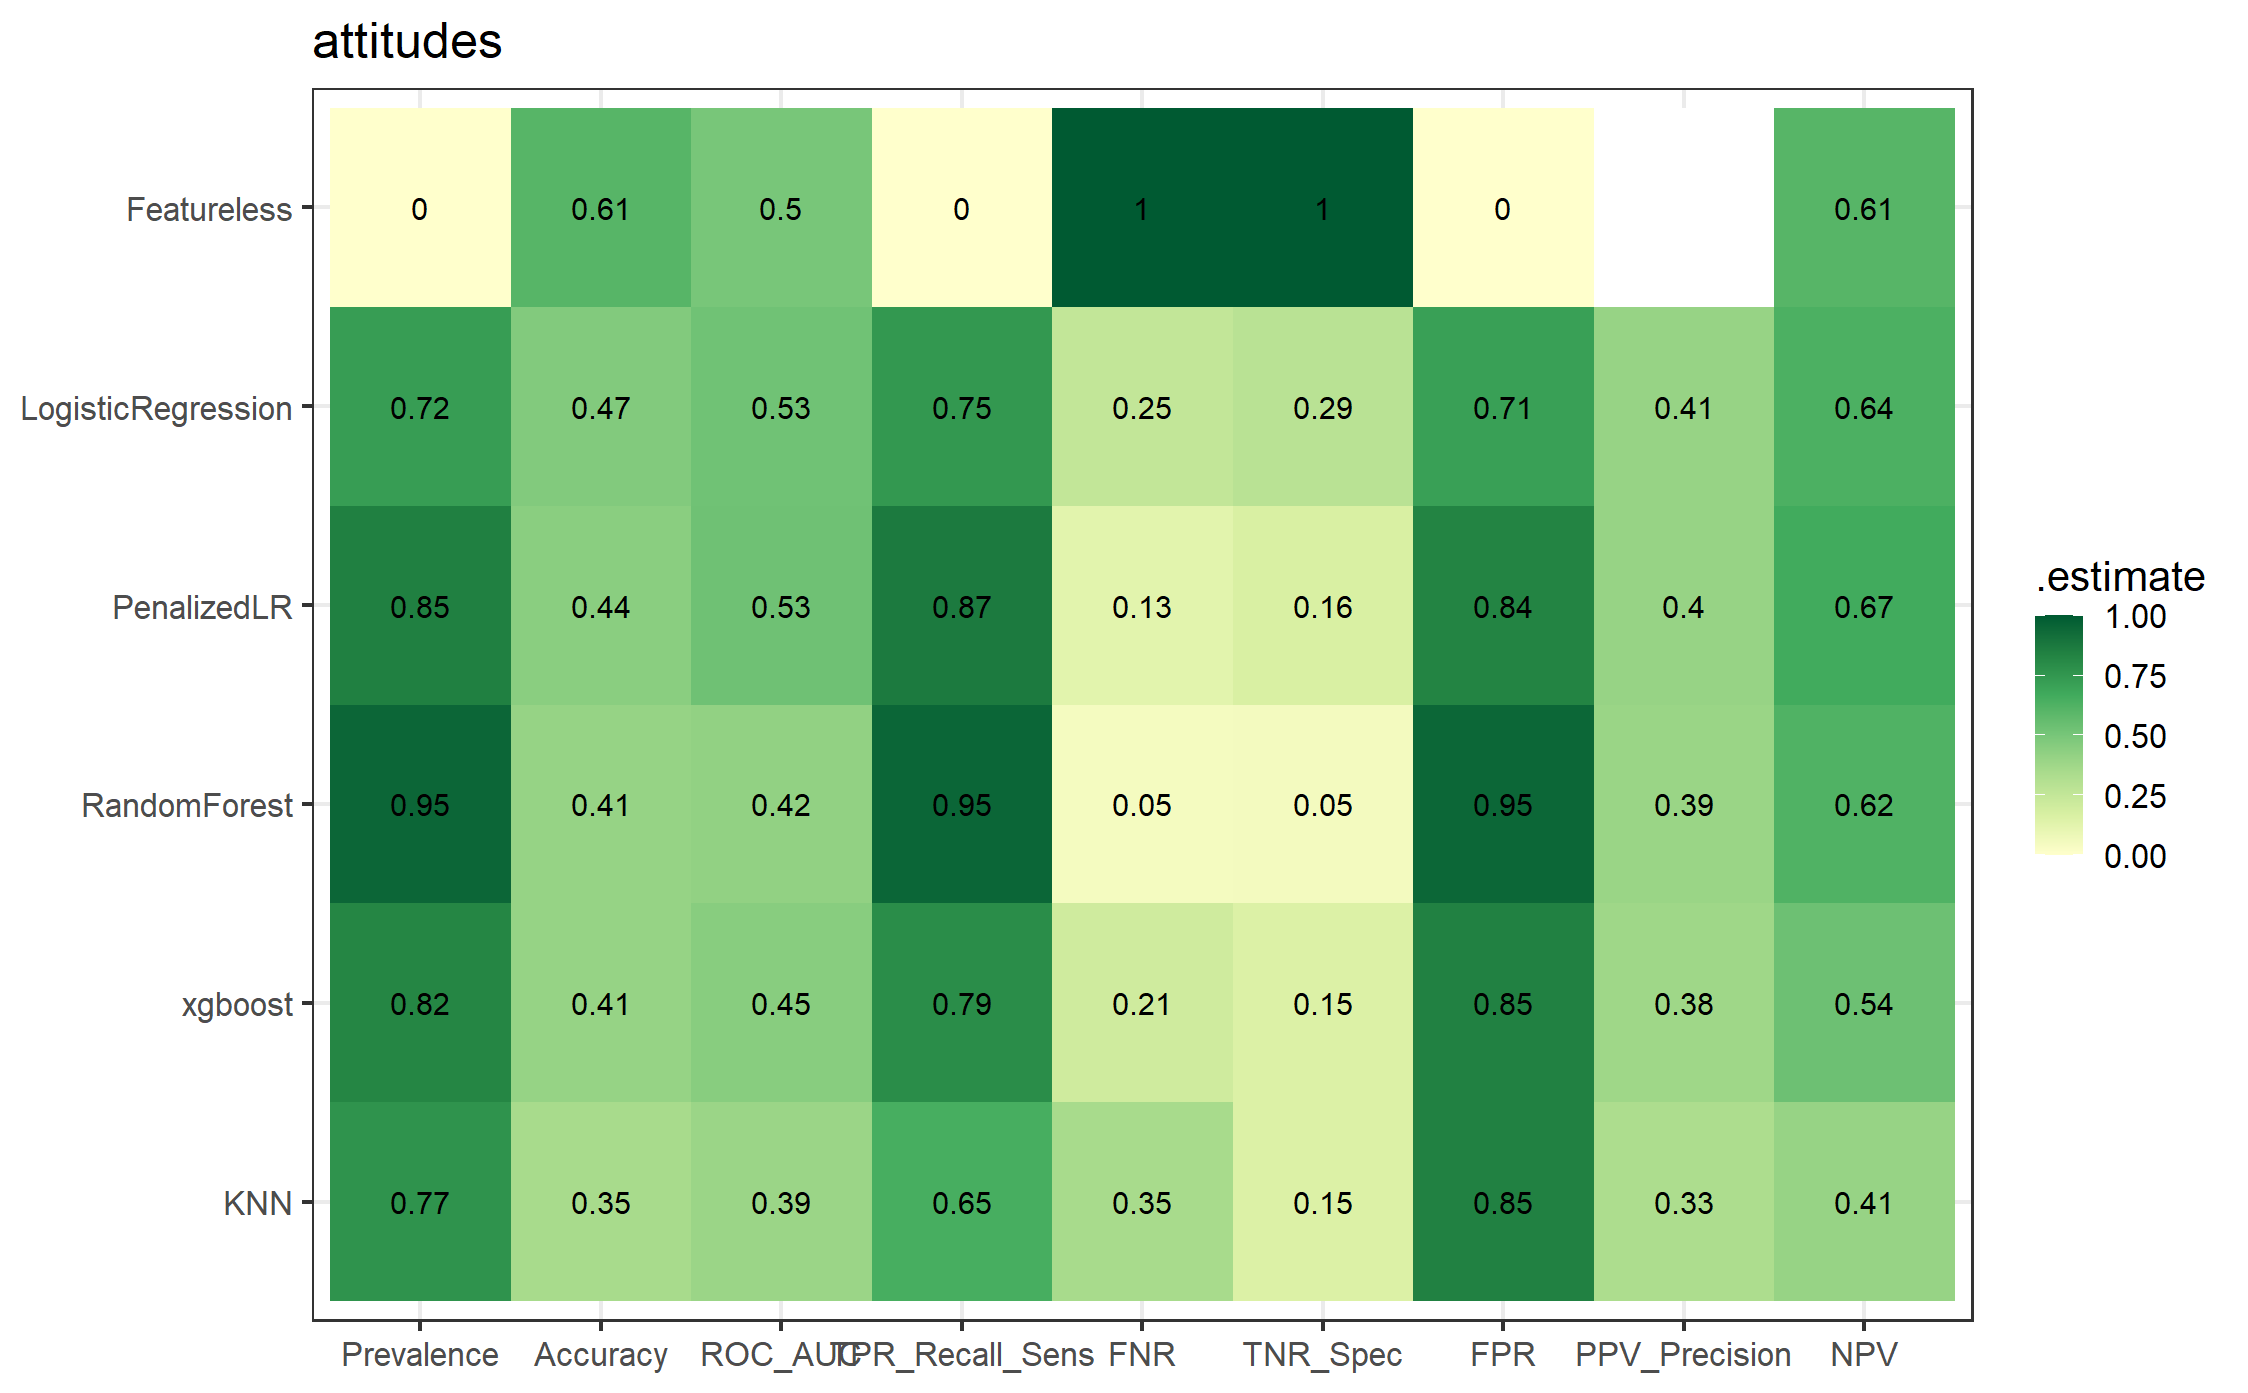 attitudes
Featureless 0 0.61 0.5 0 1 1 0 0.61
LogisticRegression 0.72 0.47 0.53 0.75 0.25 0.29 0.71 0.41 0.64
PenalizedLR 0.85 0.44 0.53 0.87 0.13 0.16 0.84 0.4 0.67
RandomForest 0.95 0.41 0.42 0.95 0.05 0.05 0.95 0.39 0.62
xgboost 0.82 0.41 0.45 0.79 0.21 0.15 0.85 0.38 0.54
KNN 0.77 0.35 0.39 0.65 0.35 0.15 0.85 0.33 0.41
Prevalence Accuracy ROC_AUC TPR_Recall_Sens FNR TNR_Spec FPR PPV_Precision NPV
.estimate
1.00
0.75
0.50
0.25
0.00